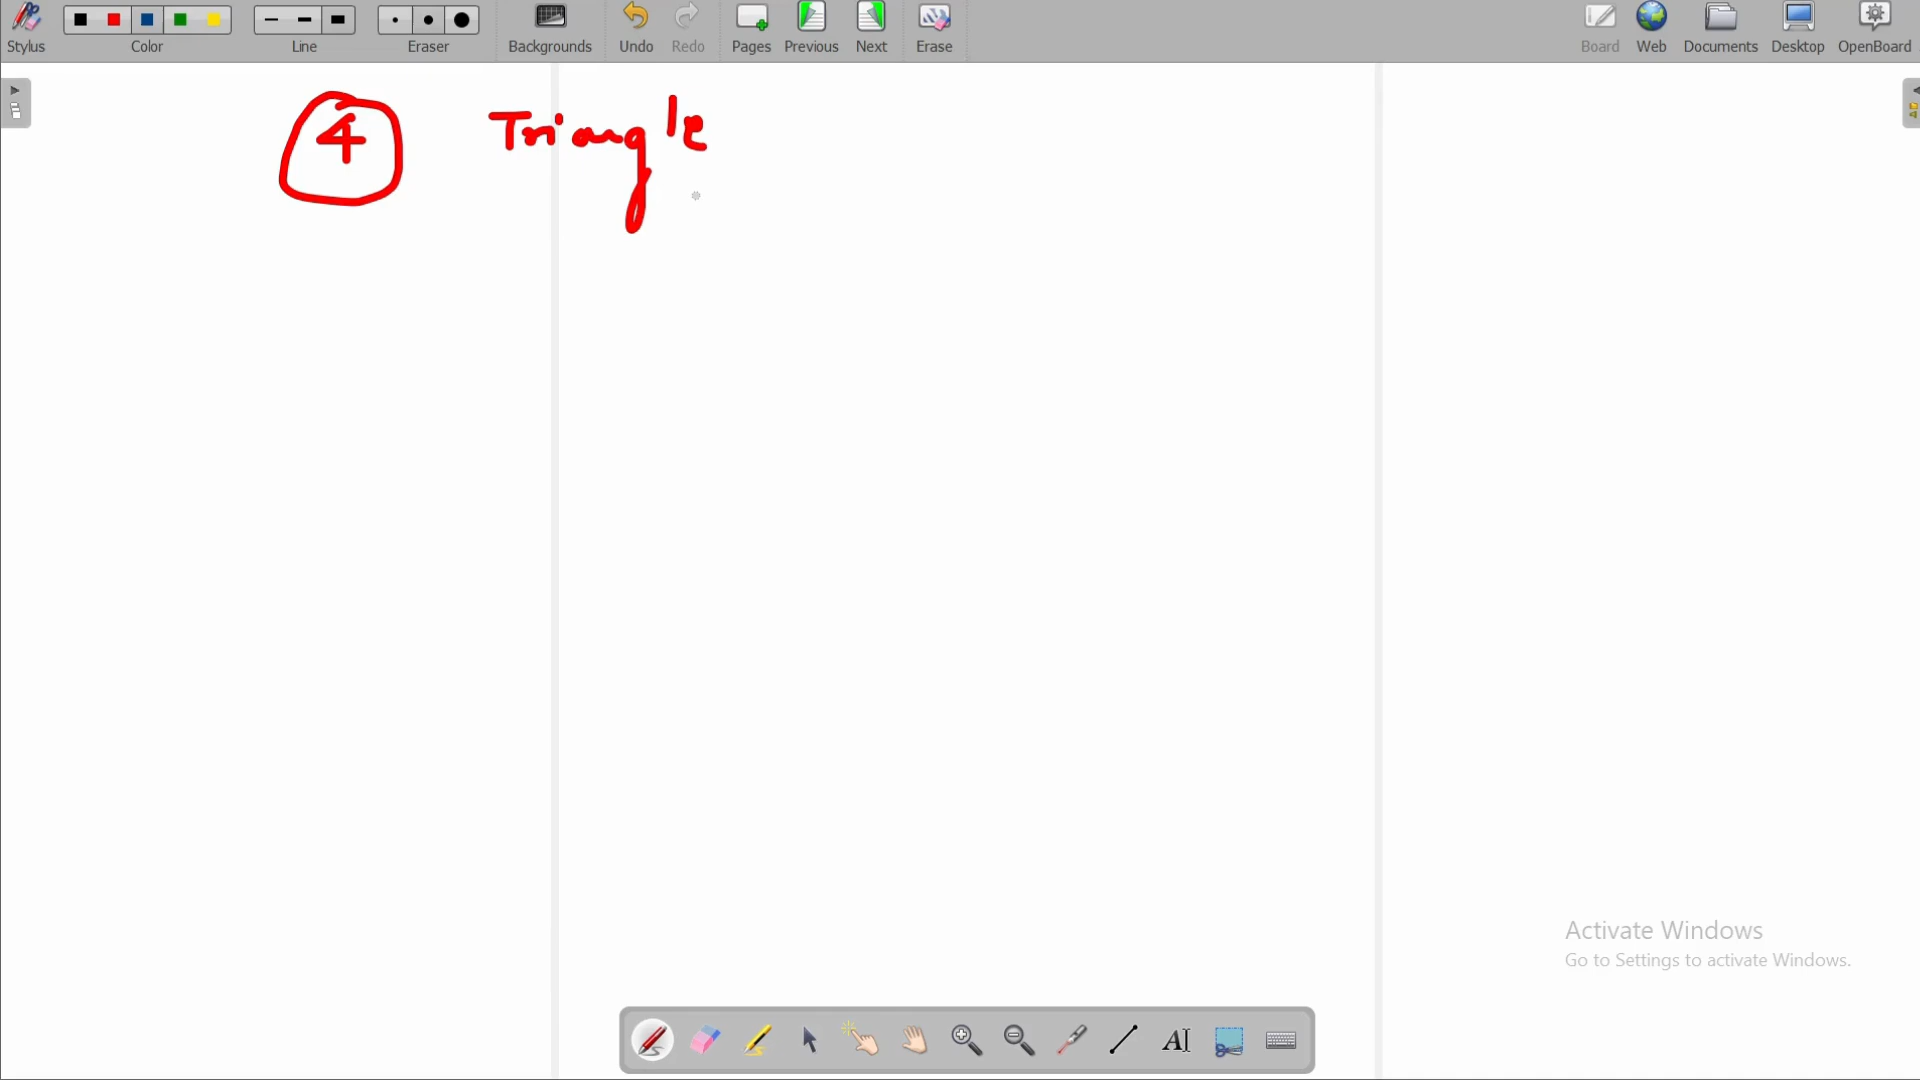 Stylus Color Line Eraser Backgrounds Undo Redo Pages Previous Next Erase Board Web Documents Desktop OpenBoard
4 Triangle
Activate Windows
Go to Settings to activate Windows.